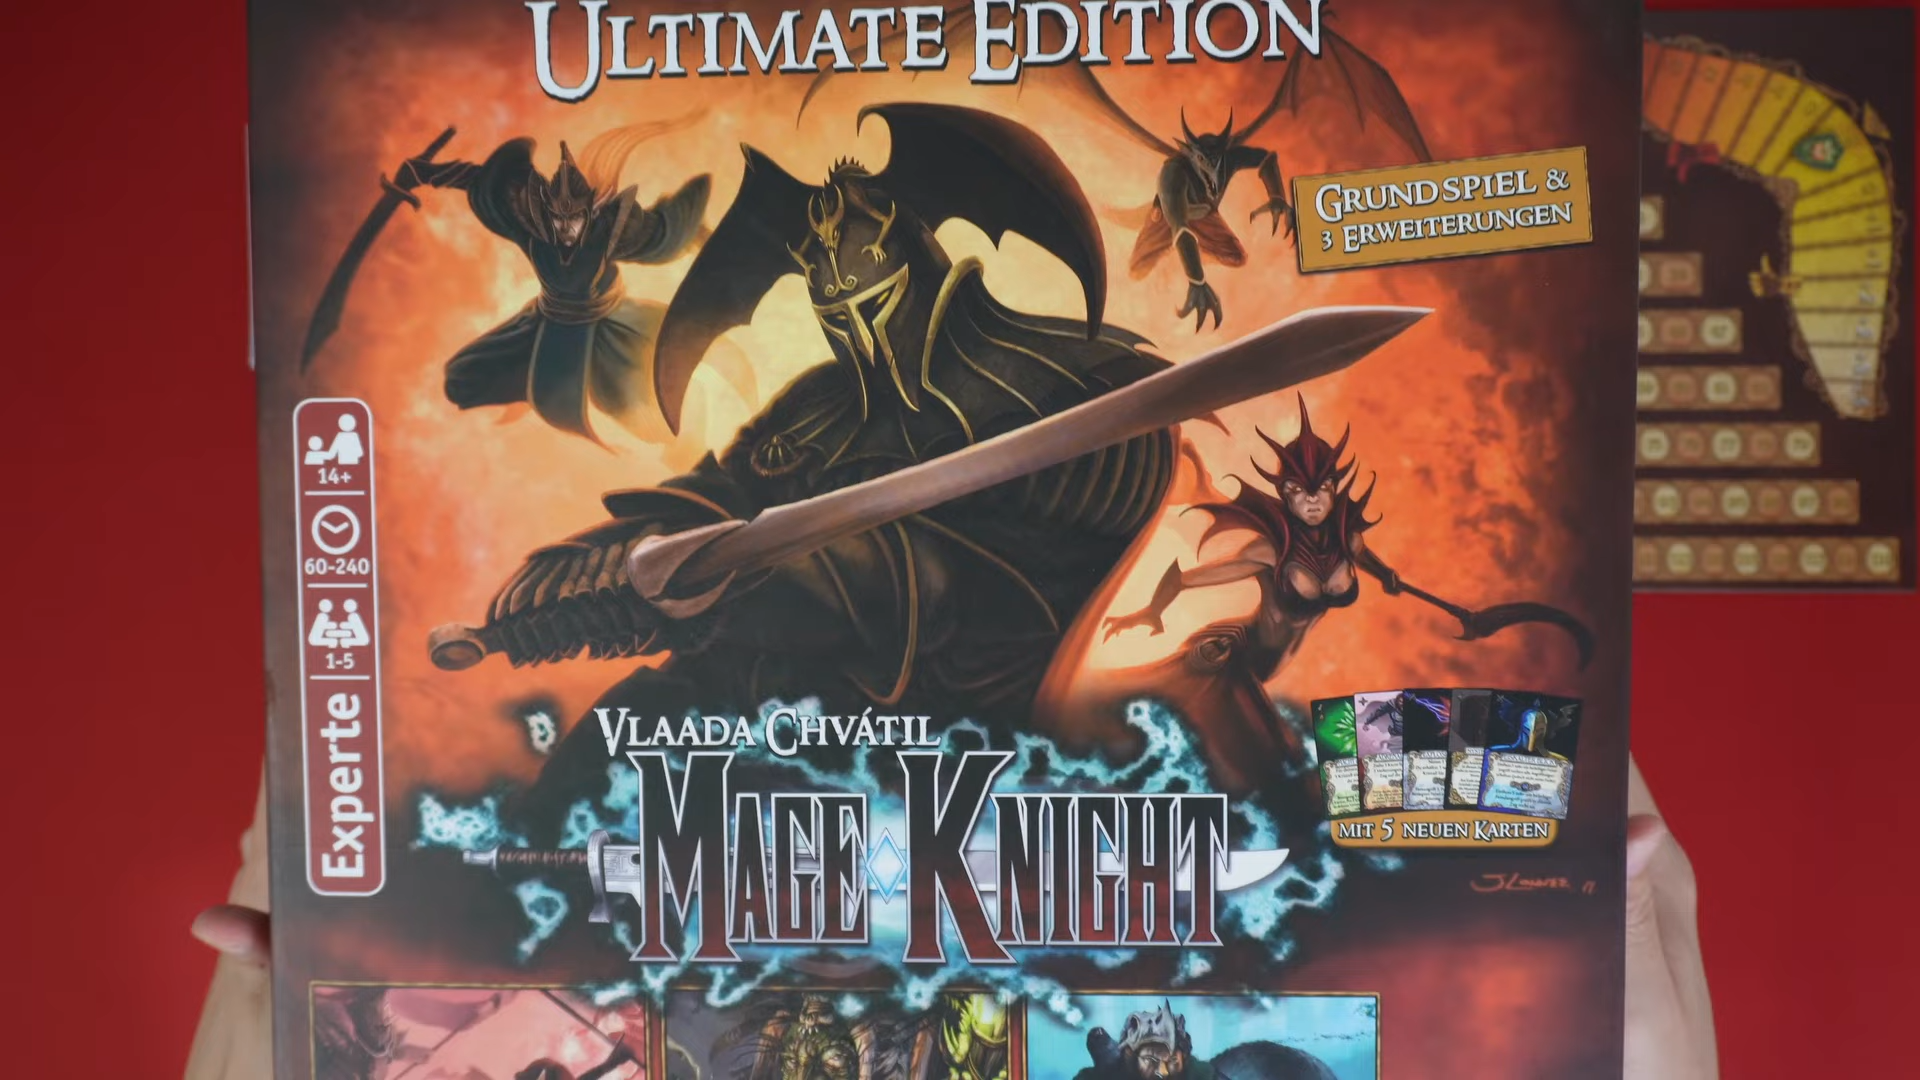 ULTIMATE EDITION
GRUNDSPIEL &
3 ERWEITERUNGEN
14+
60-240
1-5
Experte
VLAADA CHVÁTIL
MAGE KNIGHT
MIT 5 NEUEN KARTEN